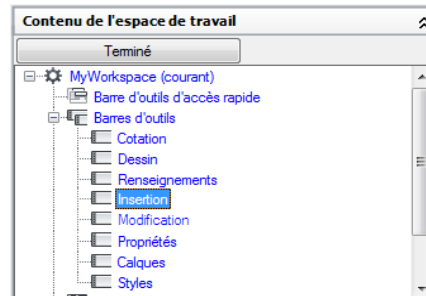 Contenu de l'espace de travail
Terminé
MyWorkspace (courant)
Barre d'outils d'accès rapide
Barres d'outils
Cotation
Dessin
Renseignements
Insertion
Modification
Propriétés
Calques
Styles